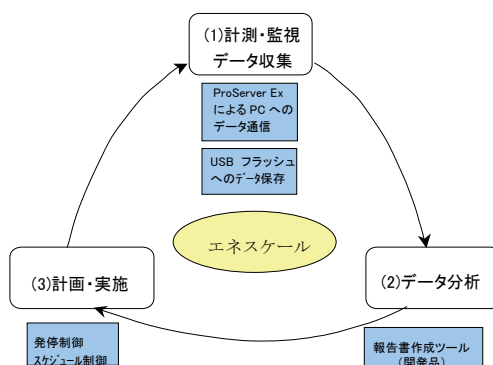 (1)計測・監視
データ収集
ProServer Ex
による PC への
データ通信
USB フラッシュ
へのデータ保存
エネスケール
(3)計画・実施
(2)データ分析
発停制御
スケジュール制御
報告書作成ツール
（開発品）